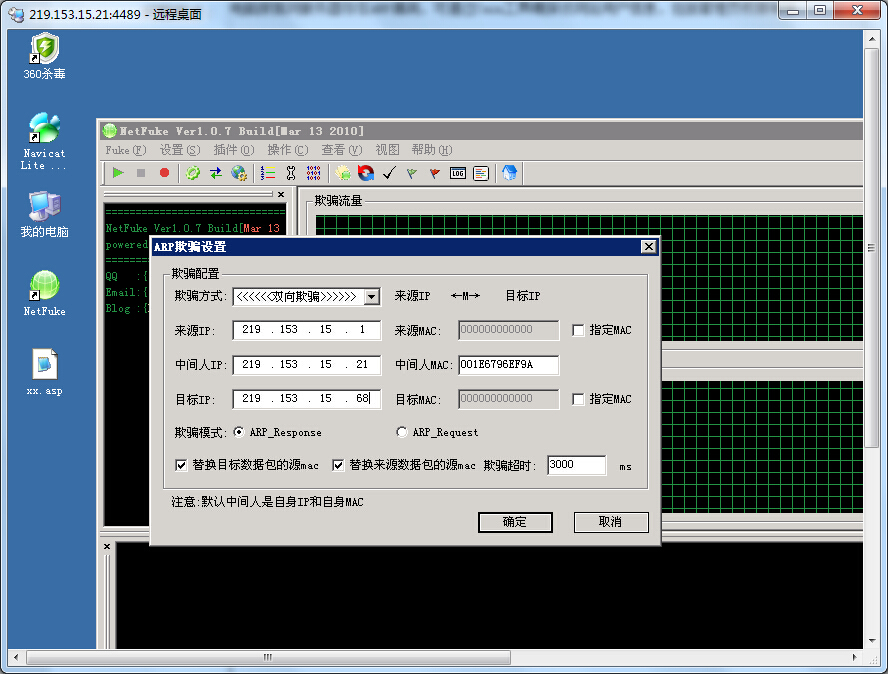 219.153.15.21:4489 - 远程桌面
360杀毒
Navicat
Lite ...
我的电脑
NetFuke
xx.asp
NetFuke Ver1.0.7 Build[Mar 13 2010]
Fuke(F) 设置(S) 插件(Q) 操作(C) 查看(V) 视图 帮助(H)
LOG
欺骗流量
NetFuke Ver1.0.7 Build[Mar 13
powered
QQ :{
Email:{
Blog :{
ARP欺骗设置
欺骗配置
欺骗方式: <<<<<<双向欺骗>>>>>> 来源IP ←M→ 目标IP
来源IP: 219 . 153 . 15 . 1 来源MAC: 000000000000 指定MAC
中间人IP: 219 . 153 . 15 . 21 中间人MAC: 001E6796EF9A
目标IP: 219 . 153 . 15 . 68 目标MAC: 000000000000 指定MAC
欺骗模式: ARP_Response ARP_Request
替换目标数据包的源mac 替换来源数据包的源mac 欺骗超时: 3000 ms
注意:默认中间人是自身IP和自身MAC
确定 取消